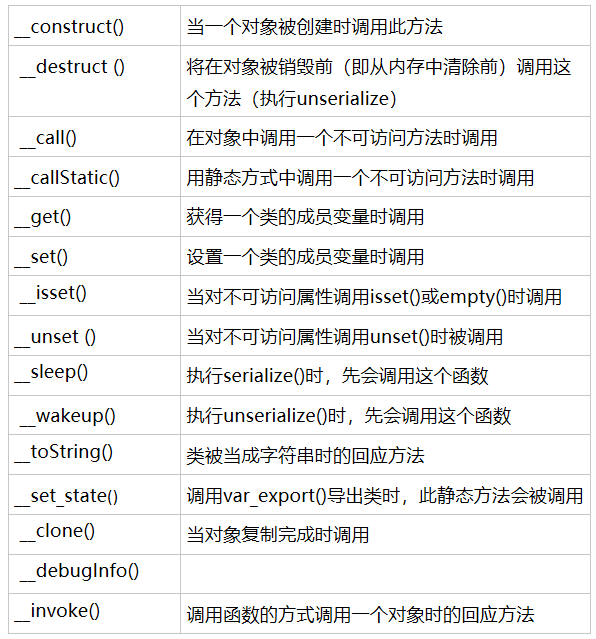 __construct() 当一个对象被创建时调用此方法
__destruct () 将在对象被销毁前（即从内存中清除前）调用这
个方法（执行unserialize）
__call() 在对象中调用一个不可访问方法时调用
__callStatic() 用静态方式中调用一个不可访问方法时调用
__get() 获得一个类的成员变量时调用
__set() 设置一个类的成员变量时调用
__isset() 当对不可访问属性调用isset()或empty()时调用
__unset () 当对不可访问属性调用unset()时被调用
__sleep() 执行serialize()时，先会调用这个函数
__wakeup() 执行unserialize()时，先会调用这个函数
__toString() 类被当成字符串时的回应方法
__set_state() 调用var_export()导出类时，此静态方法会被调用
__clone() 当对象复制完成时调用
__debugInfo()
__invoke() 调用函数的方式调用一个对象时的回应方法